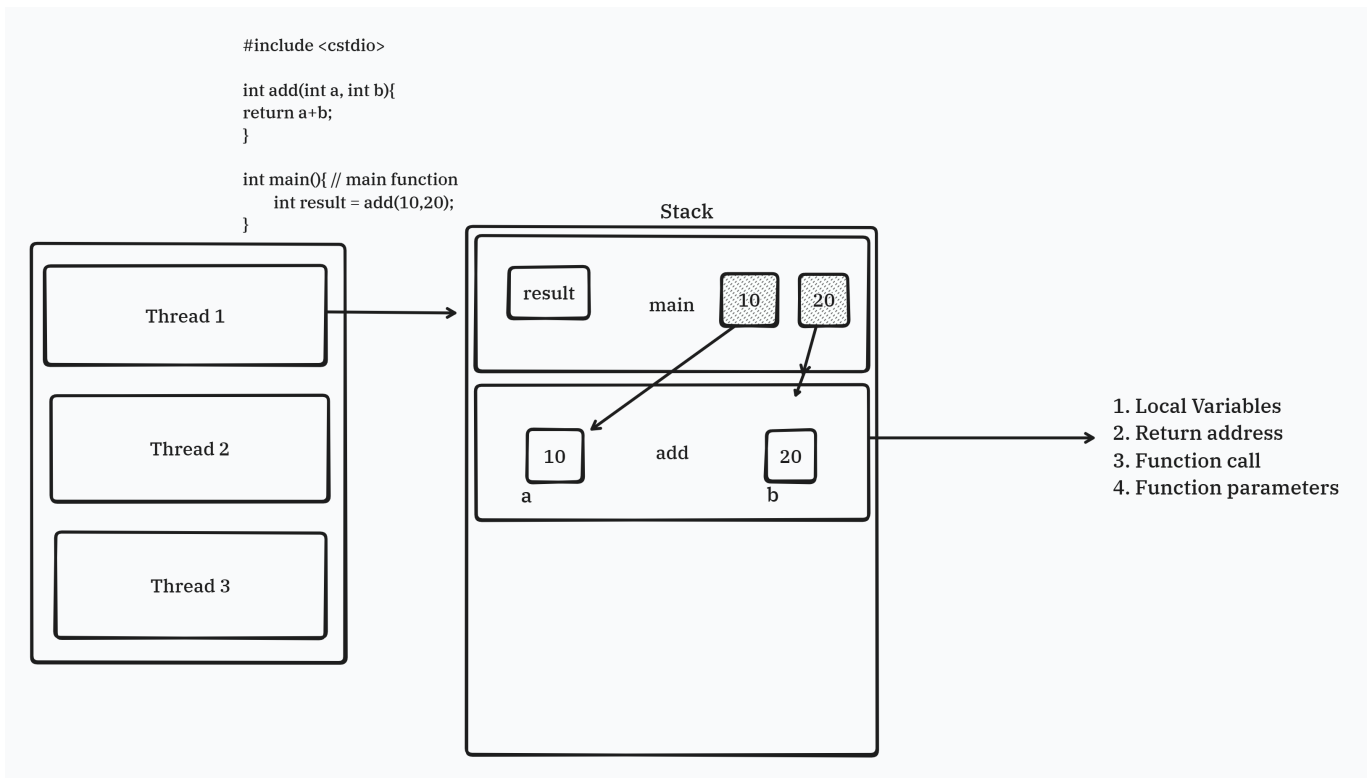 #include <cstdio>
int add(int a, int b){
return a+b;
}
int main(){ // main function
int result = add(10,20);
}
Thread 1
Thread 2
Thread 3
Stack
result
main
10
20
10
a
add
20
b
1. Local Variables
2. Return address
3. Function call
4. Function parameters